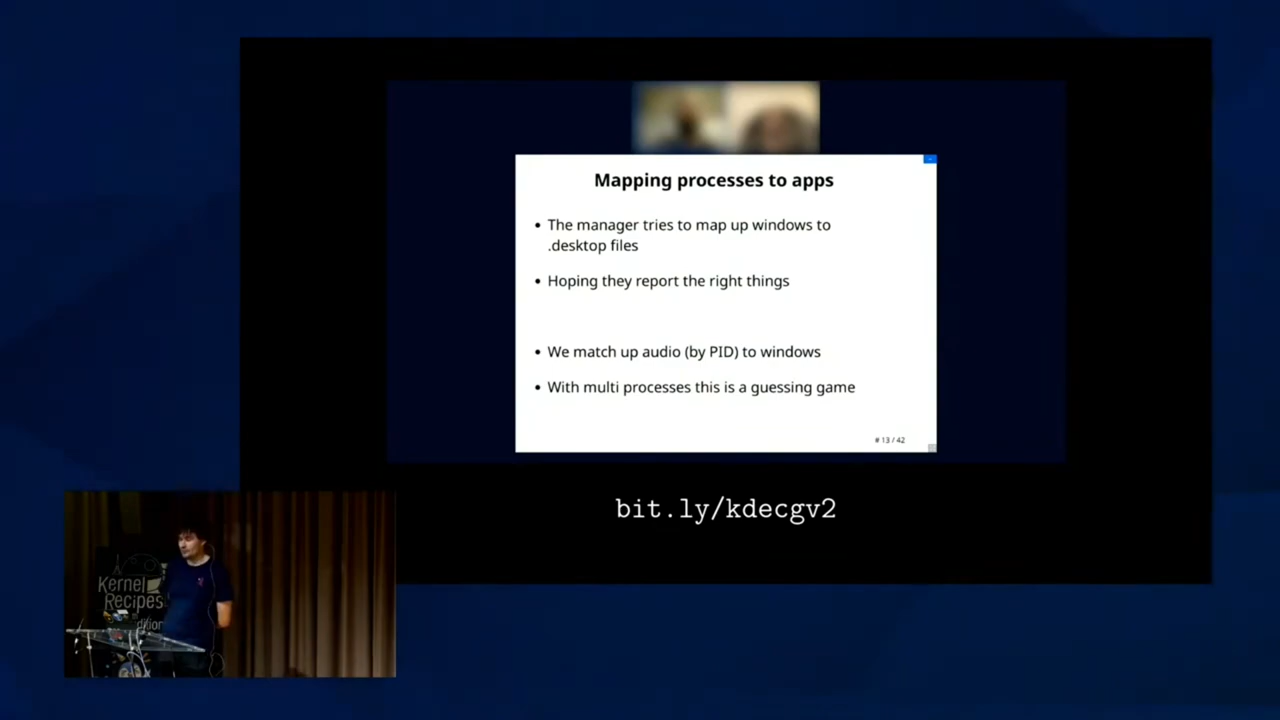 Mapping processes to apps
• The manager tries to map up windows to
.desktop files
• Hoping they report the right things
• We match up audio (by PID) to windows
• With multi processes this is a guessing game
# 13 / 42
bit.ly/kdecgv2
Kernel
Recipes